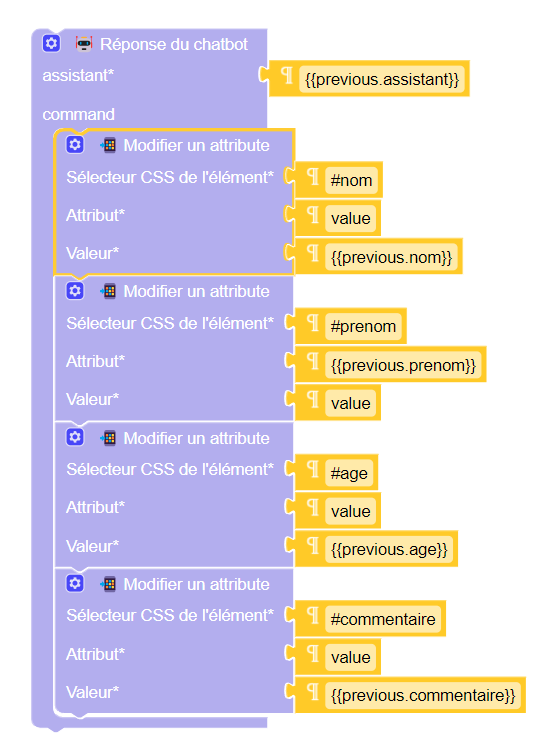 Réponse du chatbot
assistant* {{previous.assistant}}
command
Modifier un attribute
Sélecteur CSS de l'élément* #nom
Attribut* value
Valeur* {{previous.nom}}
Modifier un attribute
Sélecteur CSS de l'élément* #prenom
Attribut* {{previous.prenom}}
Valeur* value
Modifier un attribute
Sélecteur CSS de l'élément* #age
Attribut* value
Valeur* {{previous.age}}
Modifier un attribute
Sélecteur CSS de l'élément* #commentaire
Attribut* value
Valeur* {{previous.commentaire}}